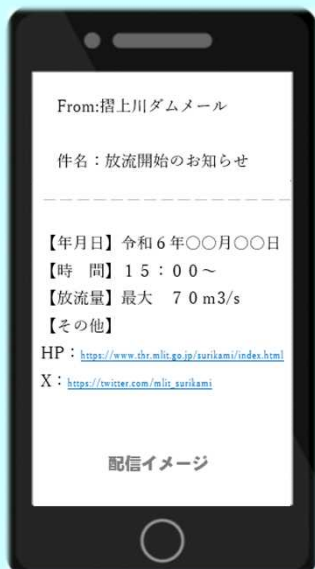 From:摺上川ダムメール
件名：放流開始のお知らせ
【年月日】令和６年〇〇月〇〇日
【時　間】１５：００～
【放流量】最大　７０m3/s
【その他】
HP：https://www.thr.mlit.go.jp/surikami/index.html
X：https://twitter.com/mlit_surikami
配信イメージ